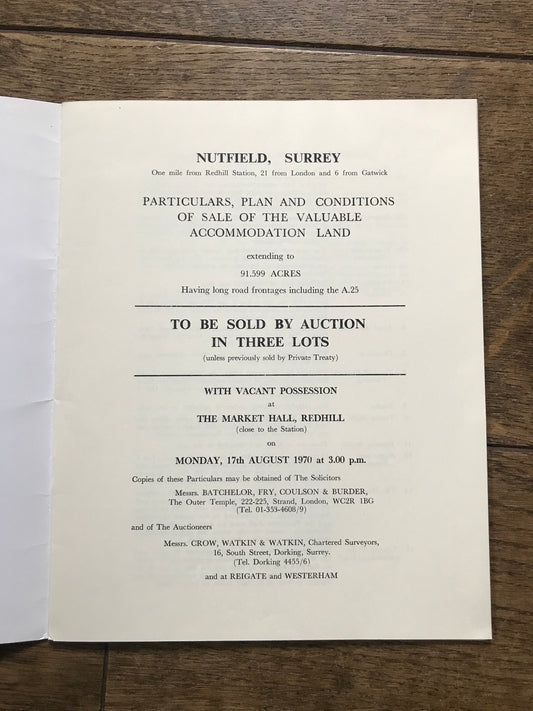 NUTFIELD, SURREY
One mile from Redhill Station, 21 from London and 6 from Gatwick
PARTICULARS, PLAN AND CONDITIONS
OF SALE OF THE VALUABLE
ACCOMMODATION LAND
extending to
91.599 ACRES
Having long road frontages including the A.25
TO BE SOLD BY AUCTION
IN THREE LOTS
(unless previously sold by Private Treaty)
WITH VACANT POSSESSION
at
THE MARKET HALL, REDHILL
(close to the Station)
on
MONDAY, 17th AUGUST 1970 at 3.00 p.m.
Copies of these Particulars may be obtained of The Solicitors
Messrs. BATCHELOR, FRY, COULSON & BURDER,
The Outer Temple, 222-225, Strand, London, WC2R 1BG
(Tel. 01-353-4608/9)
and of The Auctioneers
Messrs. CROW, WATKIN & WATKIN, Chartered Surveyors,
16, South Street, Dorking, Surrey.
(Tel. Dorking 4455/6)
and at REIGATE and WESTERHAM